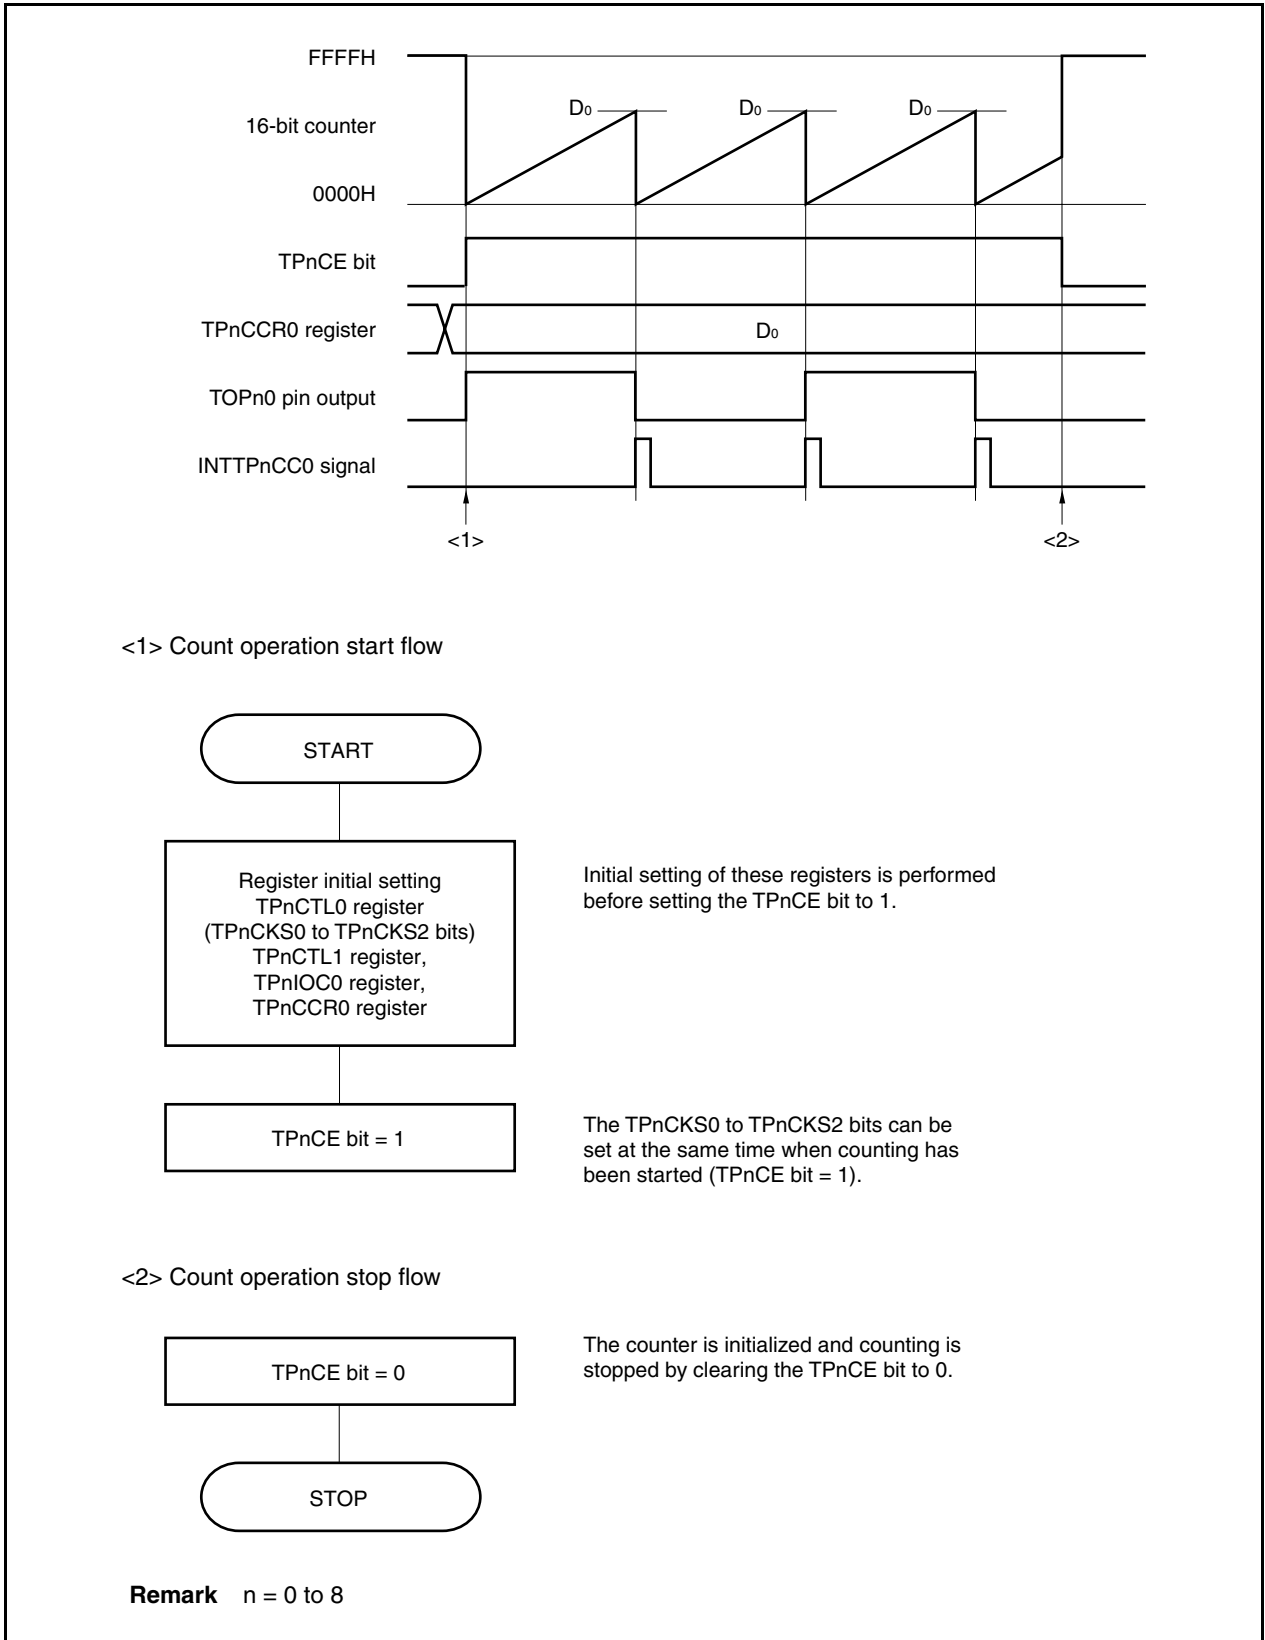 FFFFH
D0
D0
D0
16-bit counter
0000H
TPnCE bit
TPnCCR0 register
D0
TOPn0 pin output
INTTPnCC0 signal
<1>
<2>
<1> Count operation start flow
START
Register initial setting
TPnCTL0 register
(TPnCKS0 to TPnCKS2 bits)
TPnCTL1 register,
TPnIOC0 register,
TPnCCR0 register
Initial setting of these registers is performed
before setting the TPnCE bit to 1.
TPnCE bit = 1
The TPnCKS0 to TPnCKS2 bits can be
set at the same time when counting has
been started (TPnCE bit = 1).
<2> Count operation stop flow
TPnCE bit = 0
The counter is initialized and counting is
stopped by clearing the TPnCE bit to 0.
STOP
Remark n = 0 to 8